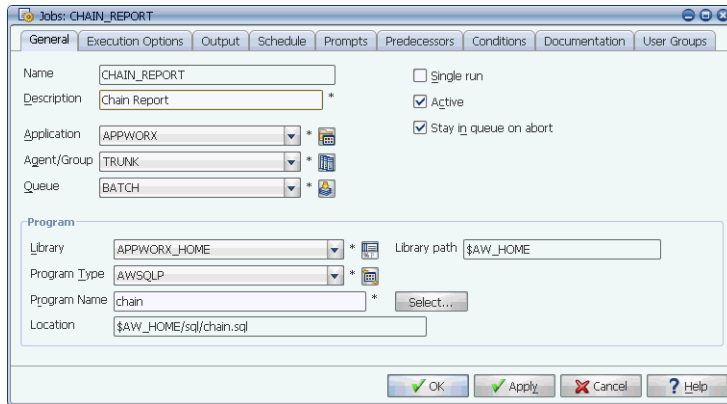 Jobs: CHAIN_REPORT
General Execution Options Output Schedule Prompts Predecessors Conditions Documentation User Groups
Name CHAIN_REPORT Single run
Description Chain Report * Active
Application APPWORX * Stay in queue on abort
Agent/Group TRUNK *
Queue BATCH *
Program
Library APPWORX_HOME * Library path $AW_HOME
Program Type AWSQLP *
Program Name chain * Select...
Location $AW_HOME/sql/chain.sql
OK Apply Cancel ? Help